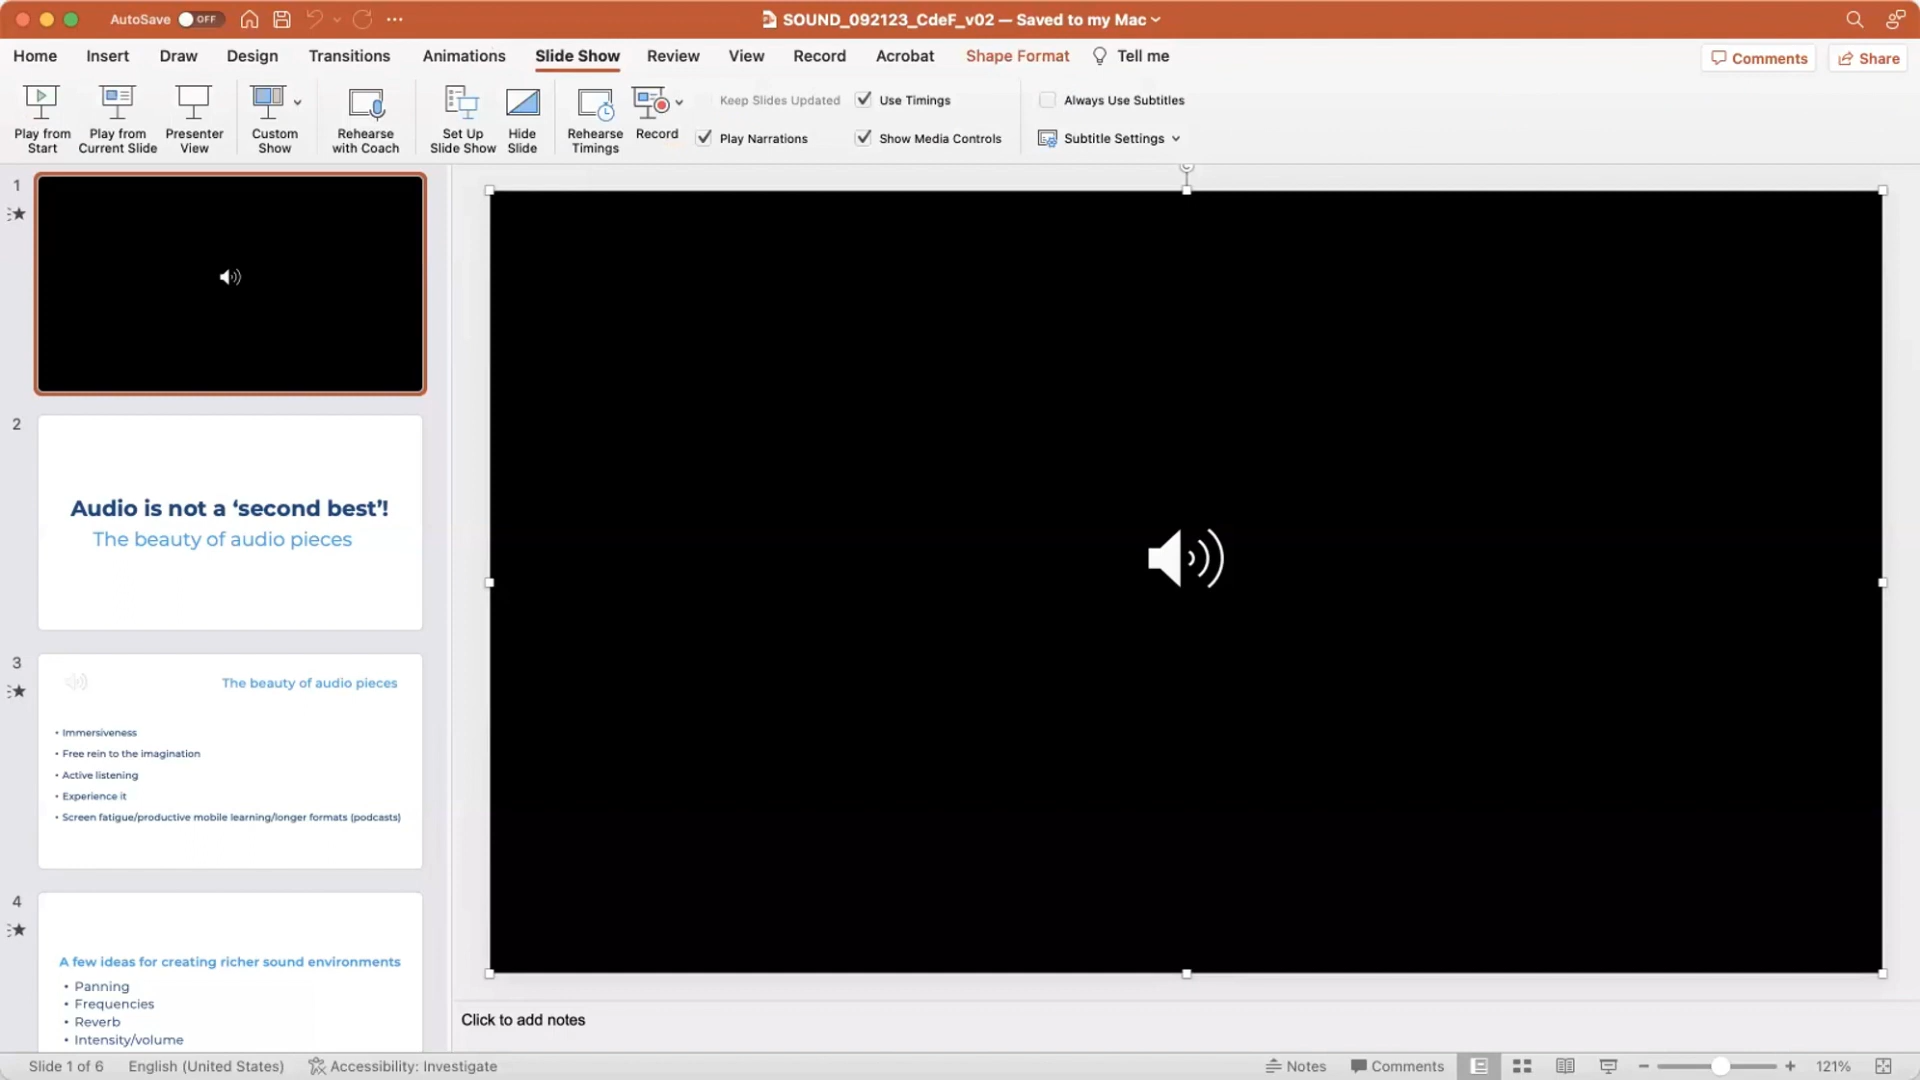 AutoSave OFF
SOUND_092123_CdeF_v02 — Saved to my Mac
Home Insert Draw Design Transitions Animations Slide Show Review View Record Acrobat Shape Format Tell me
Comments Share
Play from Start
Play from Current Slide
Presenter View
Custom Show
Rehearse with Coach
Set Up Slide Show
Hide Slide
Rehearse Timings
Record
Keep Slides Updated
Play Narrations
Use Timings
Show Media Controls
Always Use Subtitles
Subtitle Settings
1
2
Audio is not a ‘second best’!
The beauty of audio pieces
3
The beauty of audio pieces
• Immersiveness
• Free rein to the imagination
• Active listening
• Experience it
• Screen fatigue/productive mobile learning/longer formats (podcasts)
4
A few ideas for creating richer sound environments
• Panning
• Frequencies
• Reverb
• Intensity/volume
Click to add notes
Slide 1 of 6 English (United States) Accessibility: Investigate Notes Comments 121%